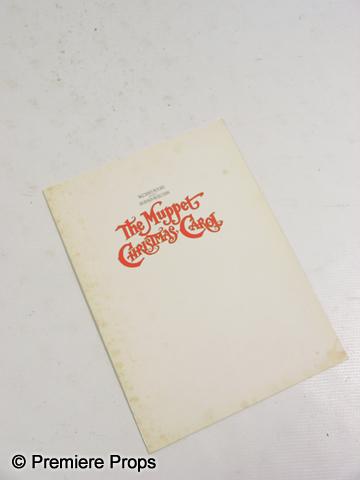 The Muppet
Christmas Carol
© Premiere Props